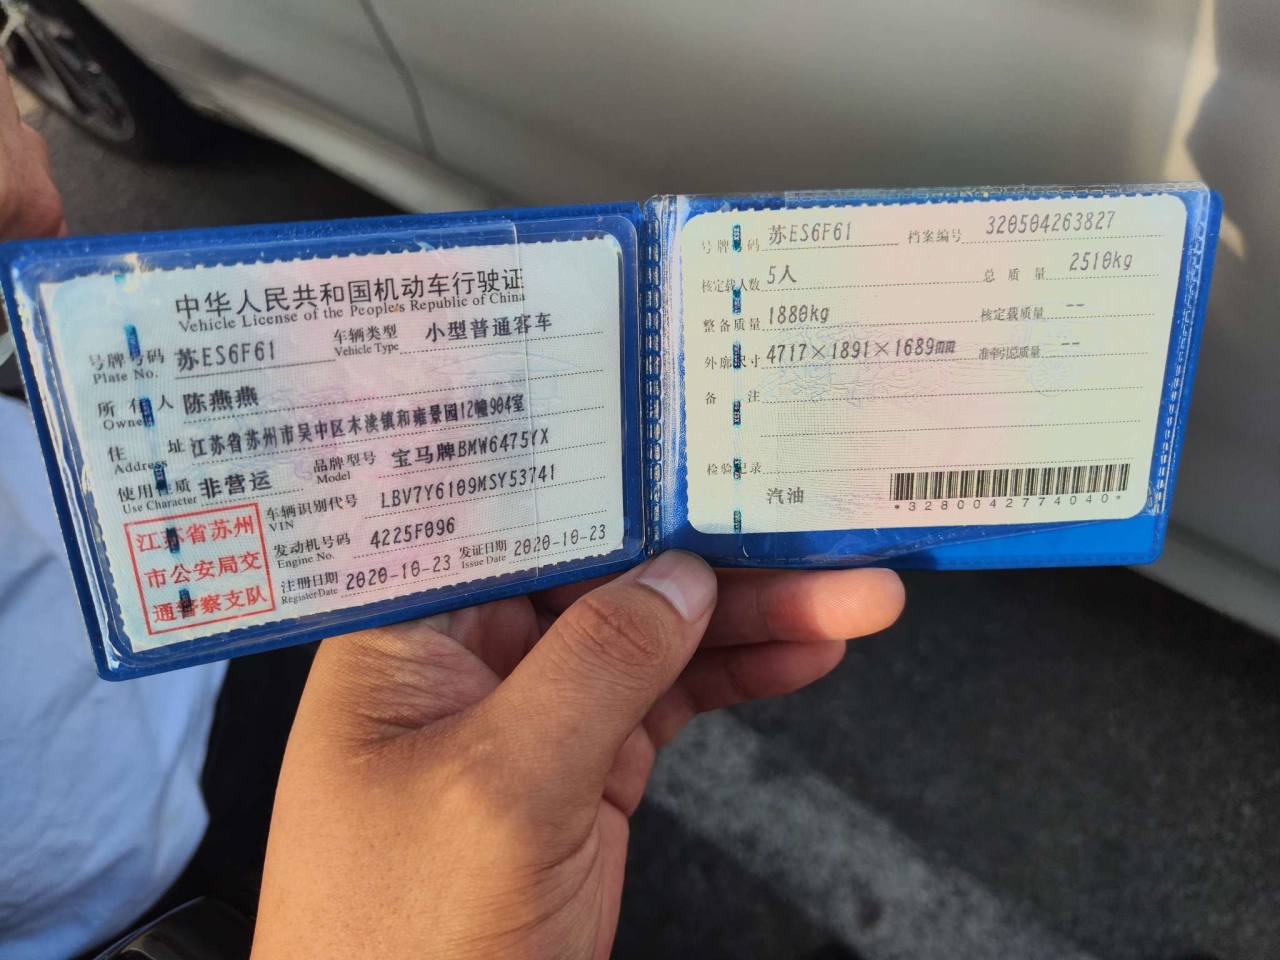 中华人民共和国机动车行驶证
Vehicle License of the People's Republic of China
号牌号码 苏ES6F61 车辆类型 小型普通客车
Plate No. Vehicle Type
所有人 陈燕燕
Owner
住址 江苏省苏州市吴中区木渎镇和雍景园12幢904室
Address
使用性质 非营运 品牌型号 宝马牌BMW6475YX
Use Character Model
车辆识别代号 LBV7Y6109MSY53741
VIN
发动机号码 4225F096
Engine No.
注册日期 2020-10-23 发证日期 2020-10-23
Register Date Issue Date
江苏省苏州
市公安局交
通警察支队
号牌号码 苏ES6F61 档案编号 320504263827
核定载人数 5人 总质量 2510kg
整备质量 1880kg 核定载质量 --
外廓尺寸 4717×1891×1689mm 准牵引总质量 --
备注
检验记录
汽油
*3280042774040*